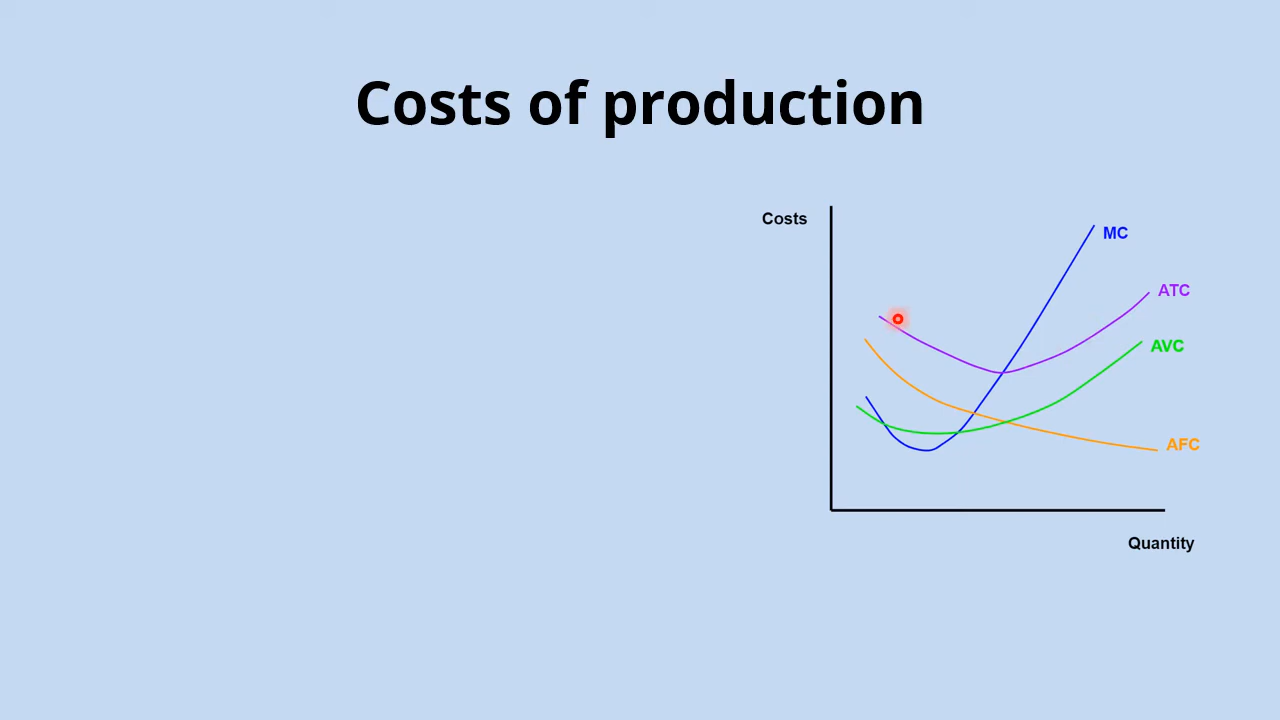 Costs of production
Costs
MC
ATC
AVC
AFC
Quantity